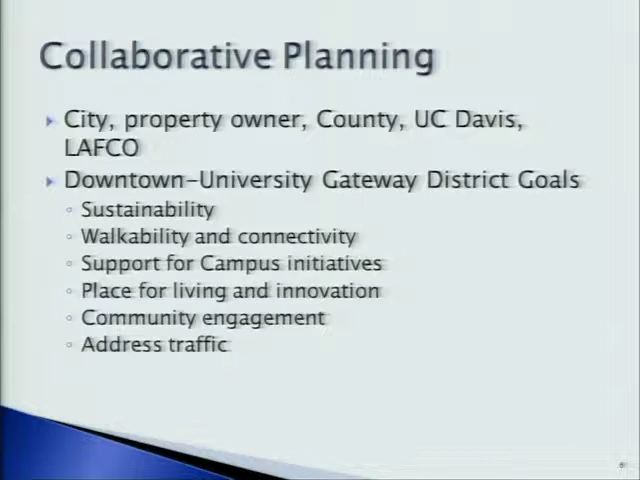 Collaborative Planning
City, property owner, County, UC Davis,
LAFCO
Downtown-University Gateway District Goals
Sustainability
Walkability and connectivity
Support for Campus initiatives
Place for living and innovation
Community engagement
Address traffic